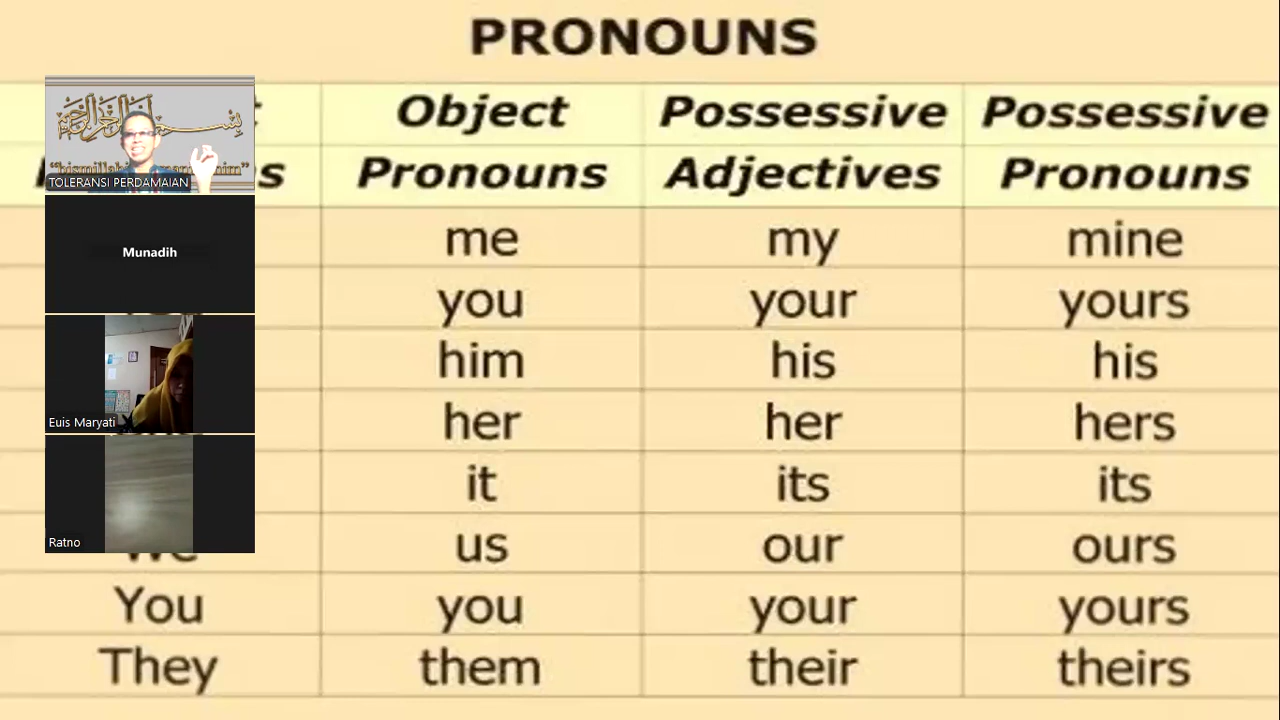 PRONOUNS
Object Possessive Possessive
Pronouns Adjectives Pronouns
me my mine
you your yours
him his his
her her hers
it its its
We us our ours
You you your yours
They them their theirs
TOLERANSI PERDAMAIAN
Munadih
Euis Maryati
Ratno